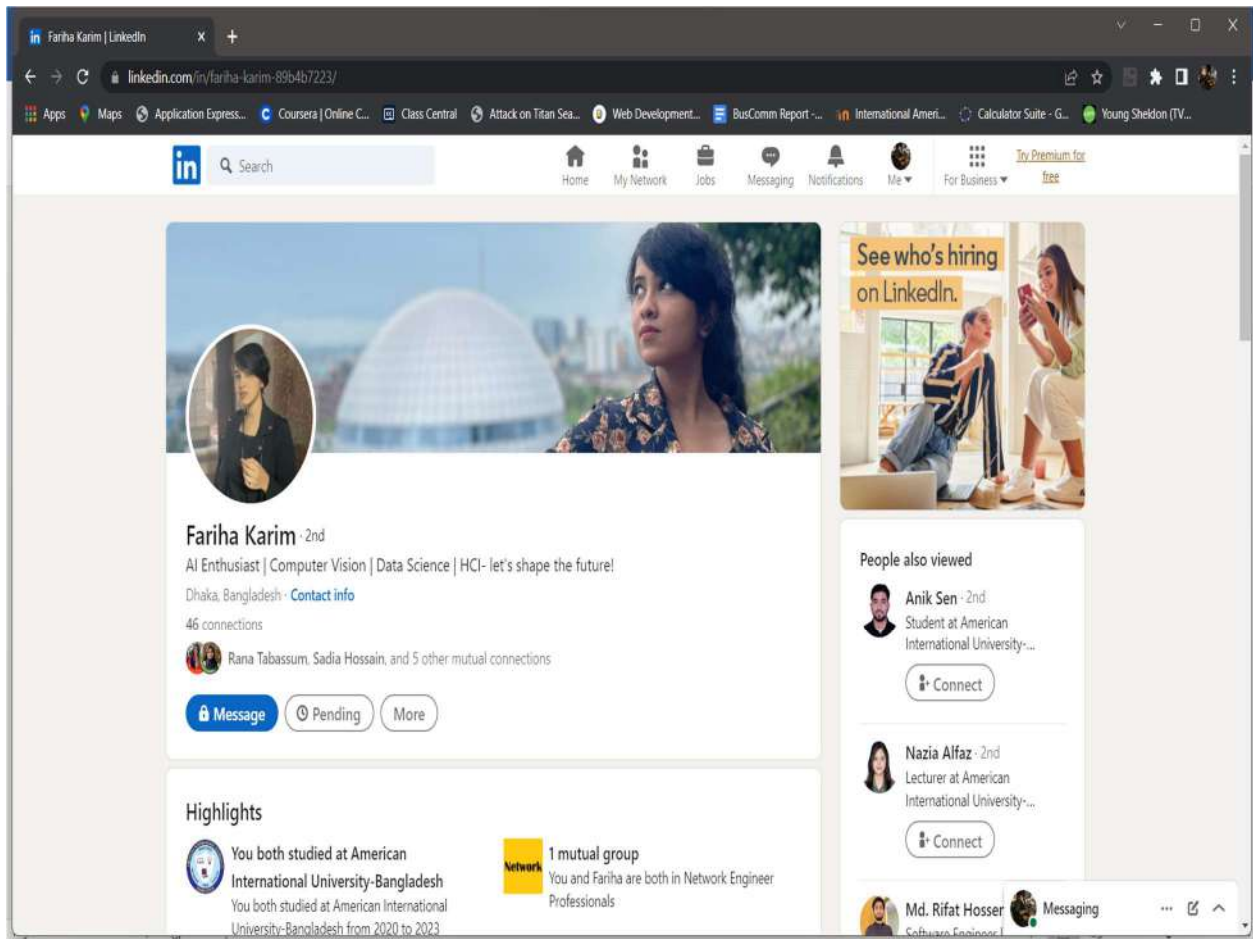 Fariha Karim | LinkedIn
linkedin.com/in/fariha-karim-89b4b7223/
Apps Maps Application Express... Coursera | Online C... Class Central Attack on Titan Sea... Web Development... BusComm Report -... International Ameri... Calculator Suite - G... Young Sheldon (TV...
in Search
Home My Network Jobs Messaging Notifications Me For Business Try Premium for
free
See who's hiring
on LinkedIn.
Fariha Karim · 2nd
AI Enthusiast | Computer Vision | Data Science | HCI- let's shape the future!
Dhaka, Bangladesh · Contact info
46 connections
Rana Tabassum, Sadia Hossain, and 5 other mutual connections
Message Pending More
Highlights
You both studied at American
International University-Bangladesh
You both studied at American International
University-Bangladesh from 2020 to 2023
Network
1 mutual group
You and Fariha are both in Network Engineer
Professionals
People also viewed
Anik Sen · 2nd
Student at American
International University-...
Connect
Nazia Alfaz · 2nd
Lecturer at American
International University-...
Connect
Md. Rifat Hosser
Software Engineer
Messaging